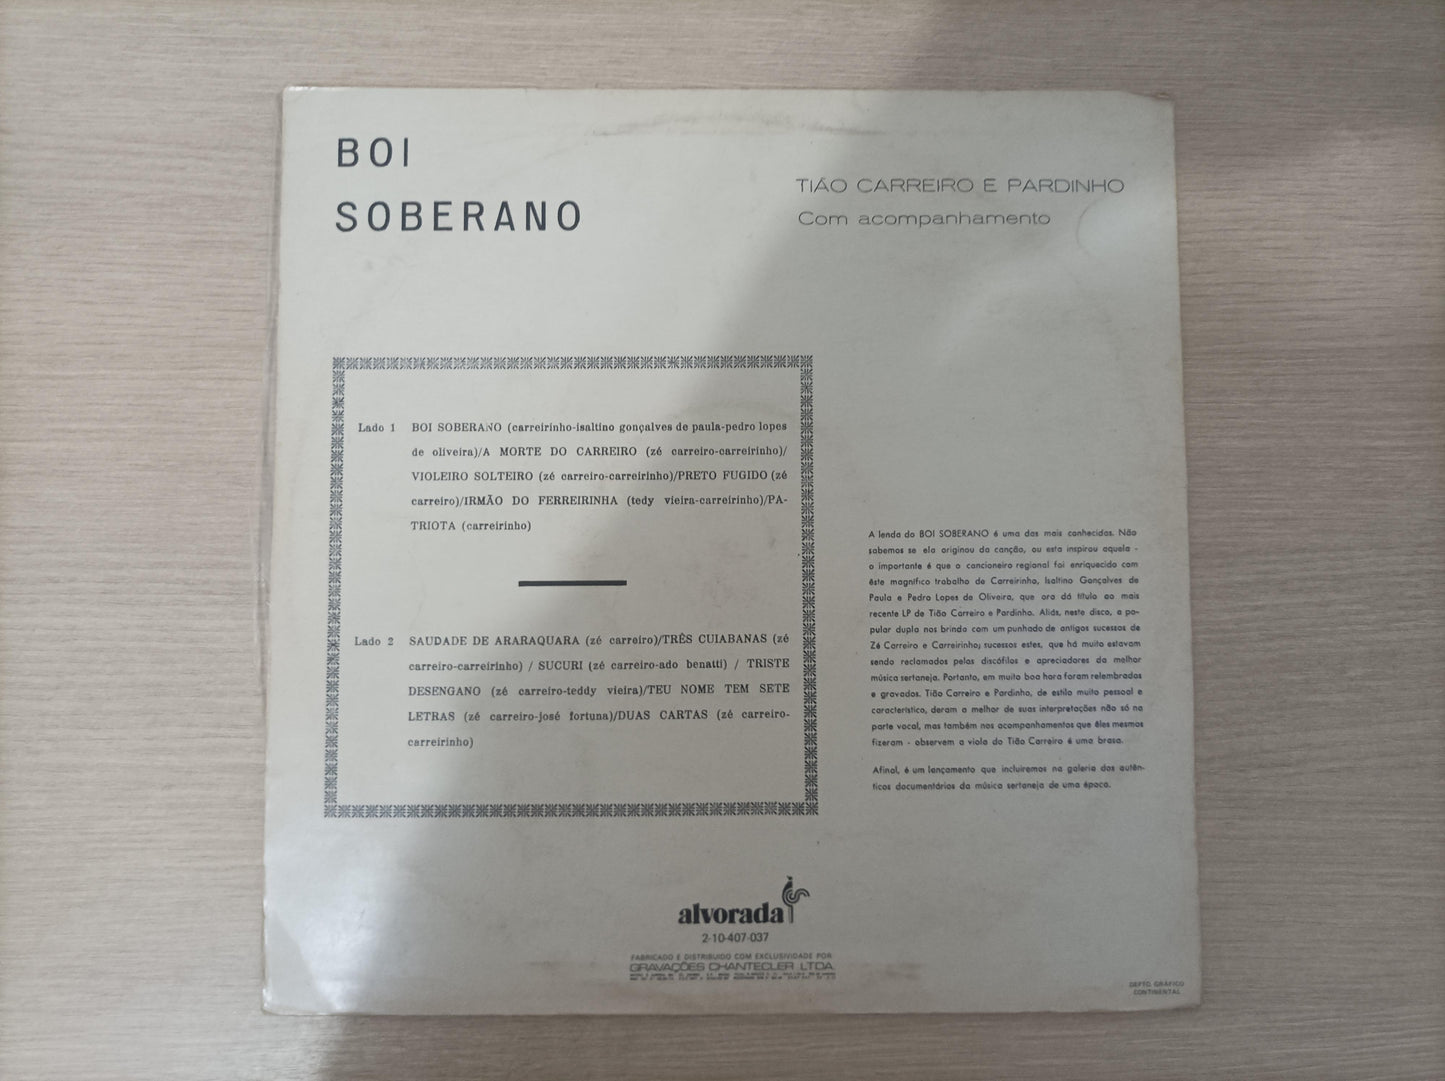 BOI
SOBERANO
TIÃO CARREIRO E PARDINHO
Com acompanhamento
Lado 1 BOI SOBERANO (carreirinho-isaltino gonçalves de paula-pedro lopes
de oliveira)/A MORTE DO CARREIRO (zé carreiro-carreirinho)/
VIOLEIRO SOLTEIRO (zé carreiro-carreirinho)/PRETO FUGIDO (zé
carreiro)/IRMÃO DO FERREIRINHA (tedy vieira-carreirinho)/PA-
TRIOTA (carreirinho)
Lado 2 SAUDADE DE ARARAQUARA (zé carreiro)/TRÊS CUIABANAS (zé
carreiro-carreirinho) / SUCURI (zé carreiro-ado benatti) / TRISTE
DESENGANO (zé carreiro-teddy vieira)/TEU NOME TEM SETE
LETRAS (zé carreiro-josé fortuna)/DUAS CARTAS (zé carreiro-
carreirinho)
A lenda do BOI SOBERANO é uma das mais conhecidas. Não
sabemos se ela originou da canção, ou esta inspirou aquela -
o importante é que o cancioneiro regional foi enriquecido com
êste magnífico trabalho de Carreirinho, Isaltino Gonçalves de
Paula e Pedro Lopes de Oliveira, que ora dá título ao mais
recente LP de Tião Carreiro e Pardinho. Aliás, neste disco, a po-
pular dupla nos brinda com um punhado de antigos sucessos de
Zé Carreiro e Carreirinho; sucessos estes, que há muito estavam
sendo reclamados pelos discófilos e apreciadores da melhor
música sertaneja. Portanto, em muito boa hora foram relembrados
e gravados. Tião Carreiro e Pardinho, de estilo muito pessoal e
característico, deram a melhor de suas interpretações não só na
parte vocal, mas também nos acompanhamentos que êles mesmos
fizeram - observem a viola do Tião Carreiro é uma brasa.
Afinal, é um lançamento que incluiremos na galeria dos autên-
ticos documentários da música sertaneja de uma época.
alvorada
2-10-407-037
FABRICADO E DISTRIBUIDO COM EXCLUSIVIDADE POR
GRAVAÇÕES CHANTECLER LTDA.
DEPTO. GRÁFICO
CONTINENTAL